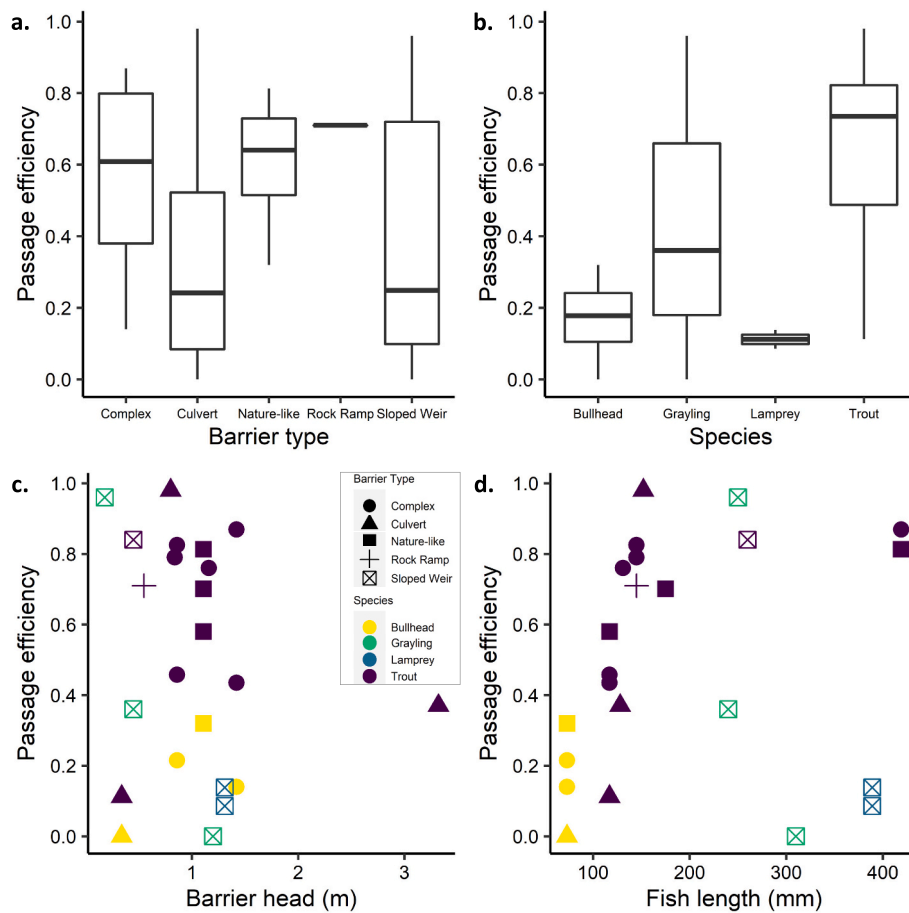 a.
Passage efficiency
1.0
0.8
0.6
0.4
0.2
0.0
Complex Culvert Nature-like Rock Ramp Sloped Weir
Barrier type
b.
Passage efficiency
1.0
0.8
0.6
0.4
0.2
0.0
Bullhead Grayling Lamprey Trout
Species
c.
Passage efficiency
1.0
0.8
0.6
0.4
0.2
0.0
1 2 3
Barrier head (m)
Barrier Type
Complex
Culvert
Nature-like
Rock Ramp
Sloped Weir
Species
Bullhead
Grayling
Lamprey
Trout
d.
Passage efficiency
1.0
0.8
0.6
0.4
0.2
0.0
100 200 300 400
Fish length (mm)